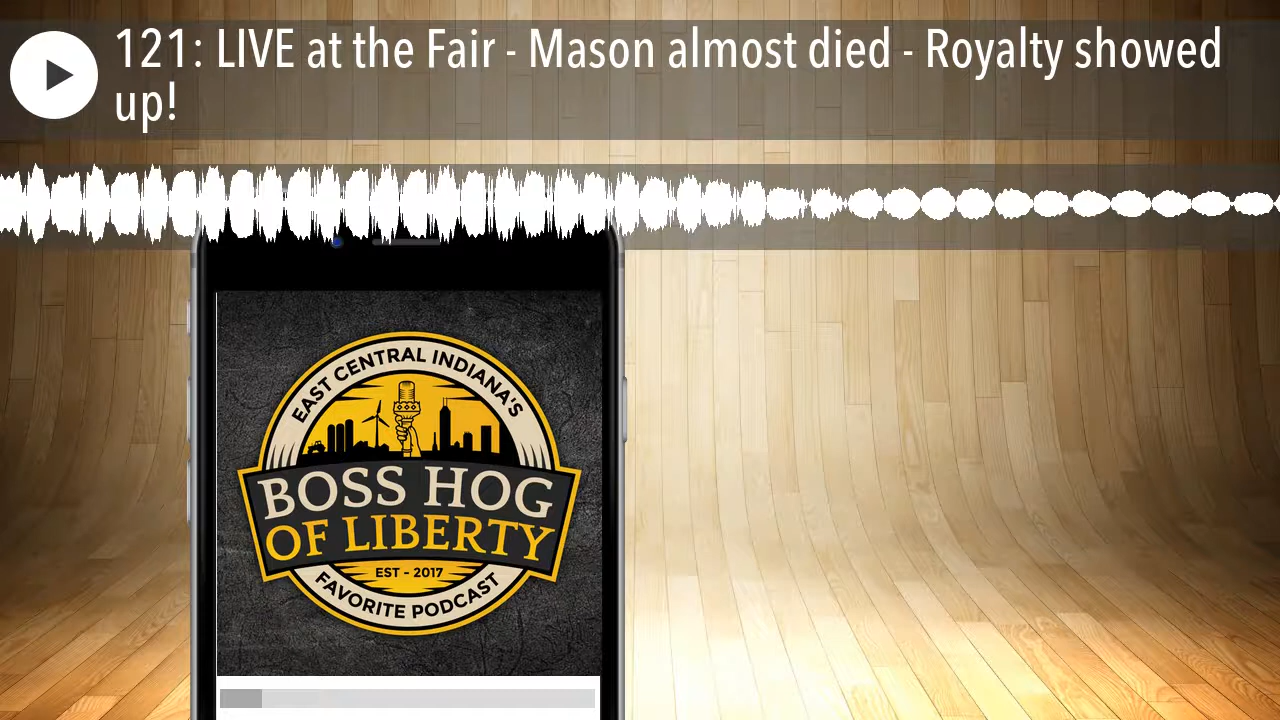 121: LIVE at the Fair - Mason almost died - Royalty showed
up!
EAST CENTRAL INDIANA'S
BOSS HOG
OF LIBERTY
EST - 2017
FAVORITE PODCAST